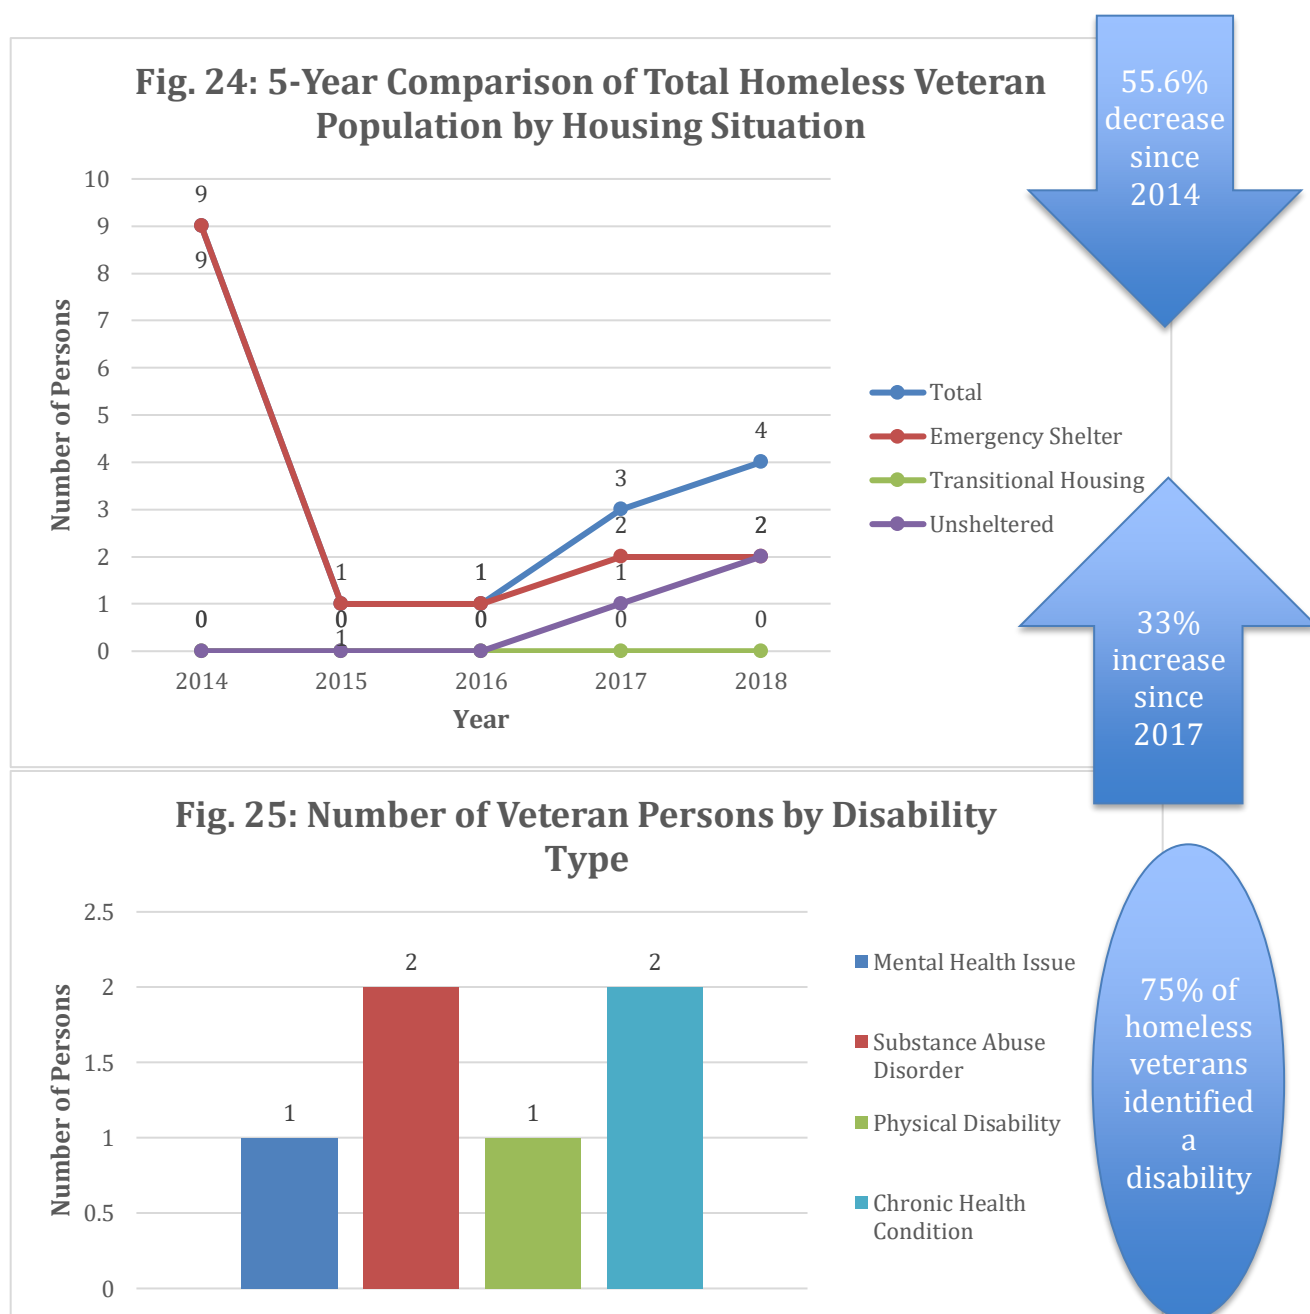 Fig. 24: 5-Year Comparison of Total Homeless Veteran
Population by Housing Situation
10
9
8
7
6
5
4
3
2
1
0
Number of Persons
9
9
1
0
1
1
0
3
2
1
0
4
2
0
0
2014
2015
2016
2017
2018
Year
Total
Emergency Shelter
Transitional Housing
Unsheltered
55.6%
decrease
since
2014
33%
increase
since
2017
Fig. 25: Number of Veteran Persons by Disability
Type
2.5
2
1.5
1
0.5
0
Number of Persons
1
2
1
2
Mental Health Issue
Substance Abuse
Disorder
Physical Disability
Chronic Health
Condition
75% of
homeless
veterans
identified
a
disability